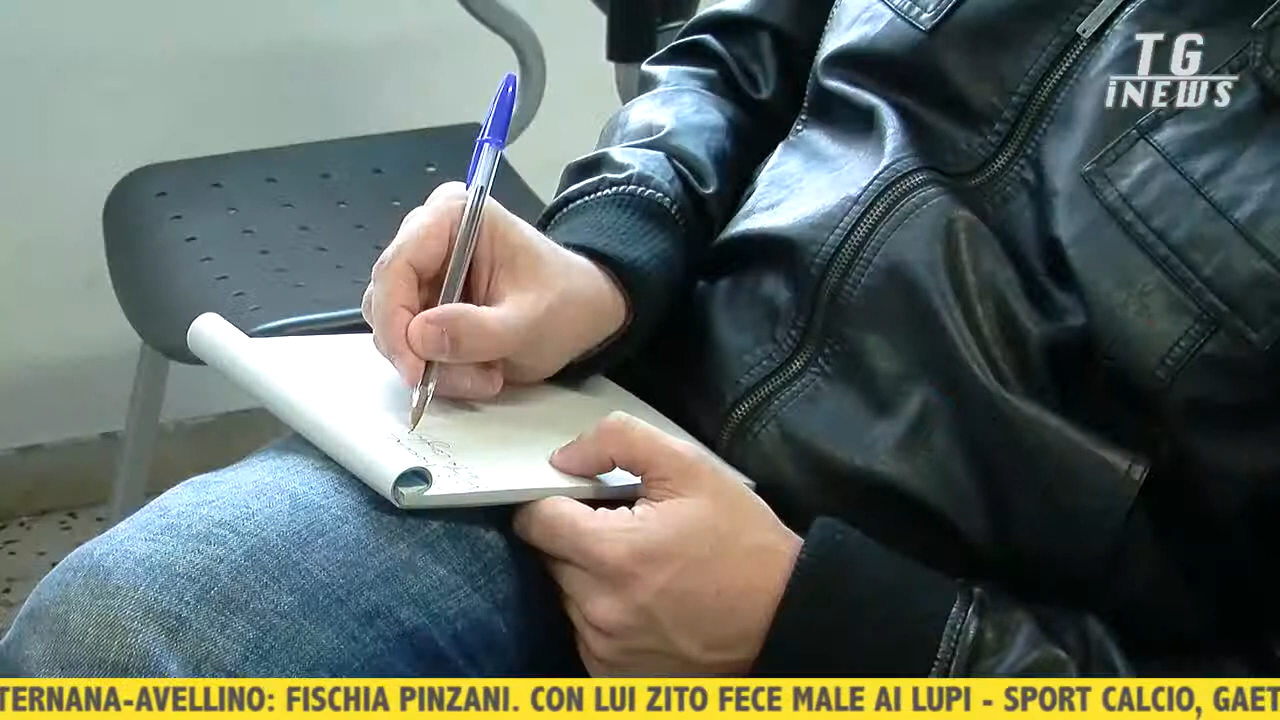 TG
iNEWS
TERNANA-AVELLINO: FISCHIA PINZANI. CON LUI ZITO FECE MALE AI LUPI - SPORT CALCIO, GAET